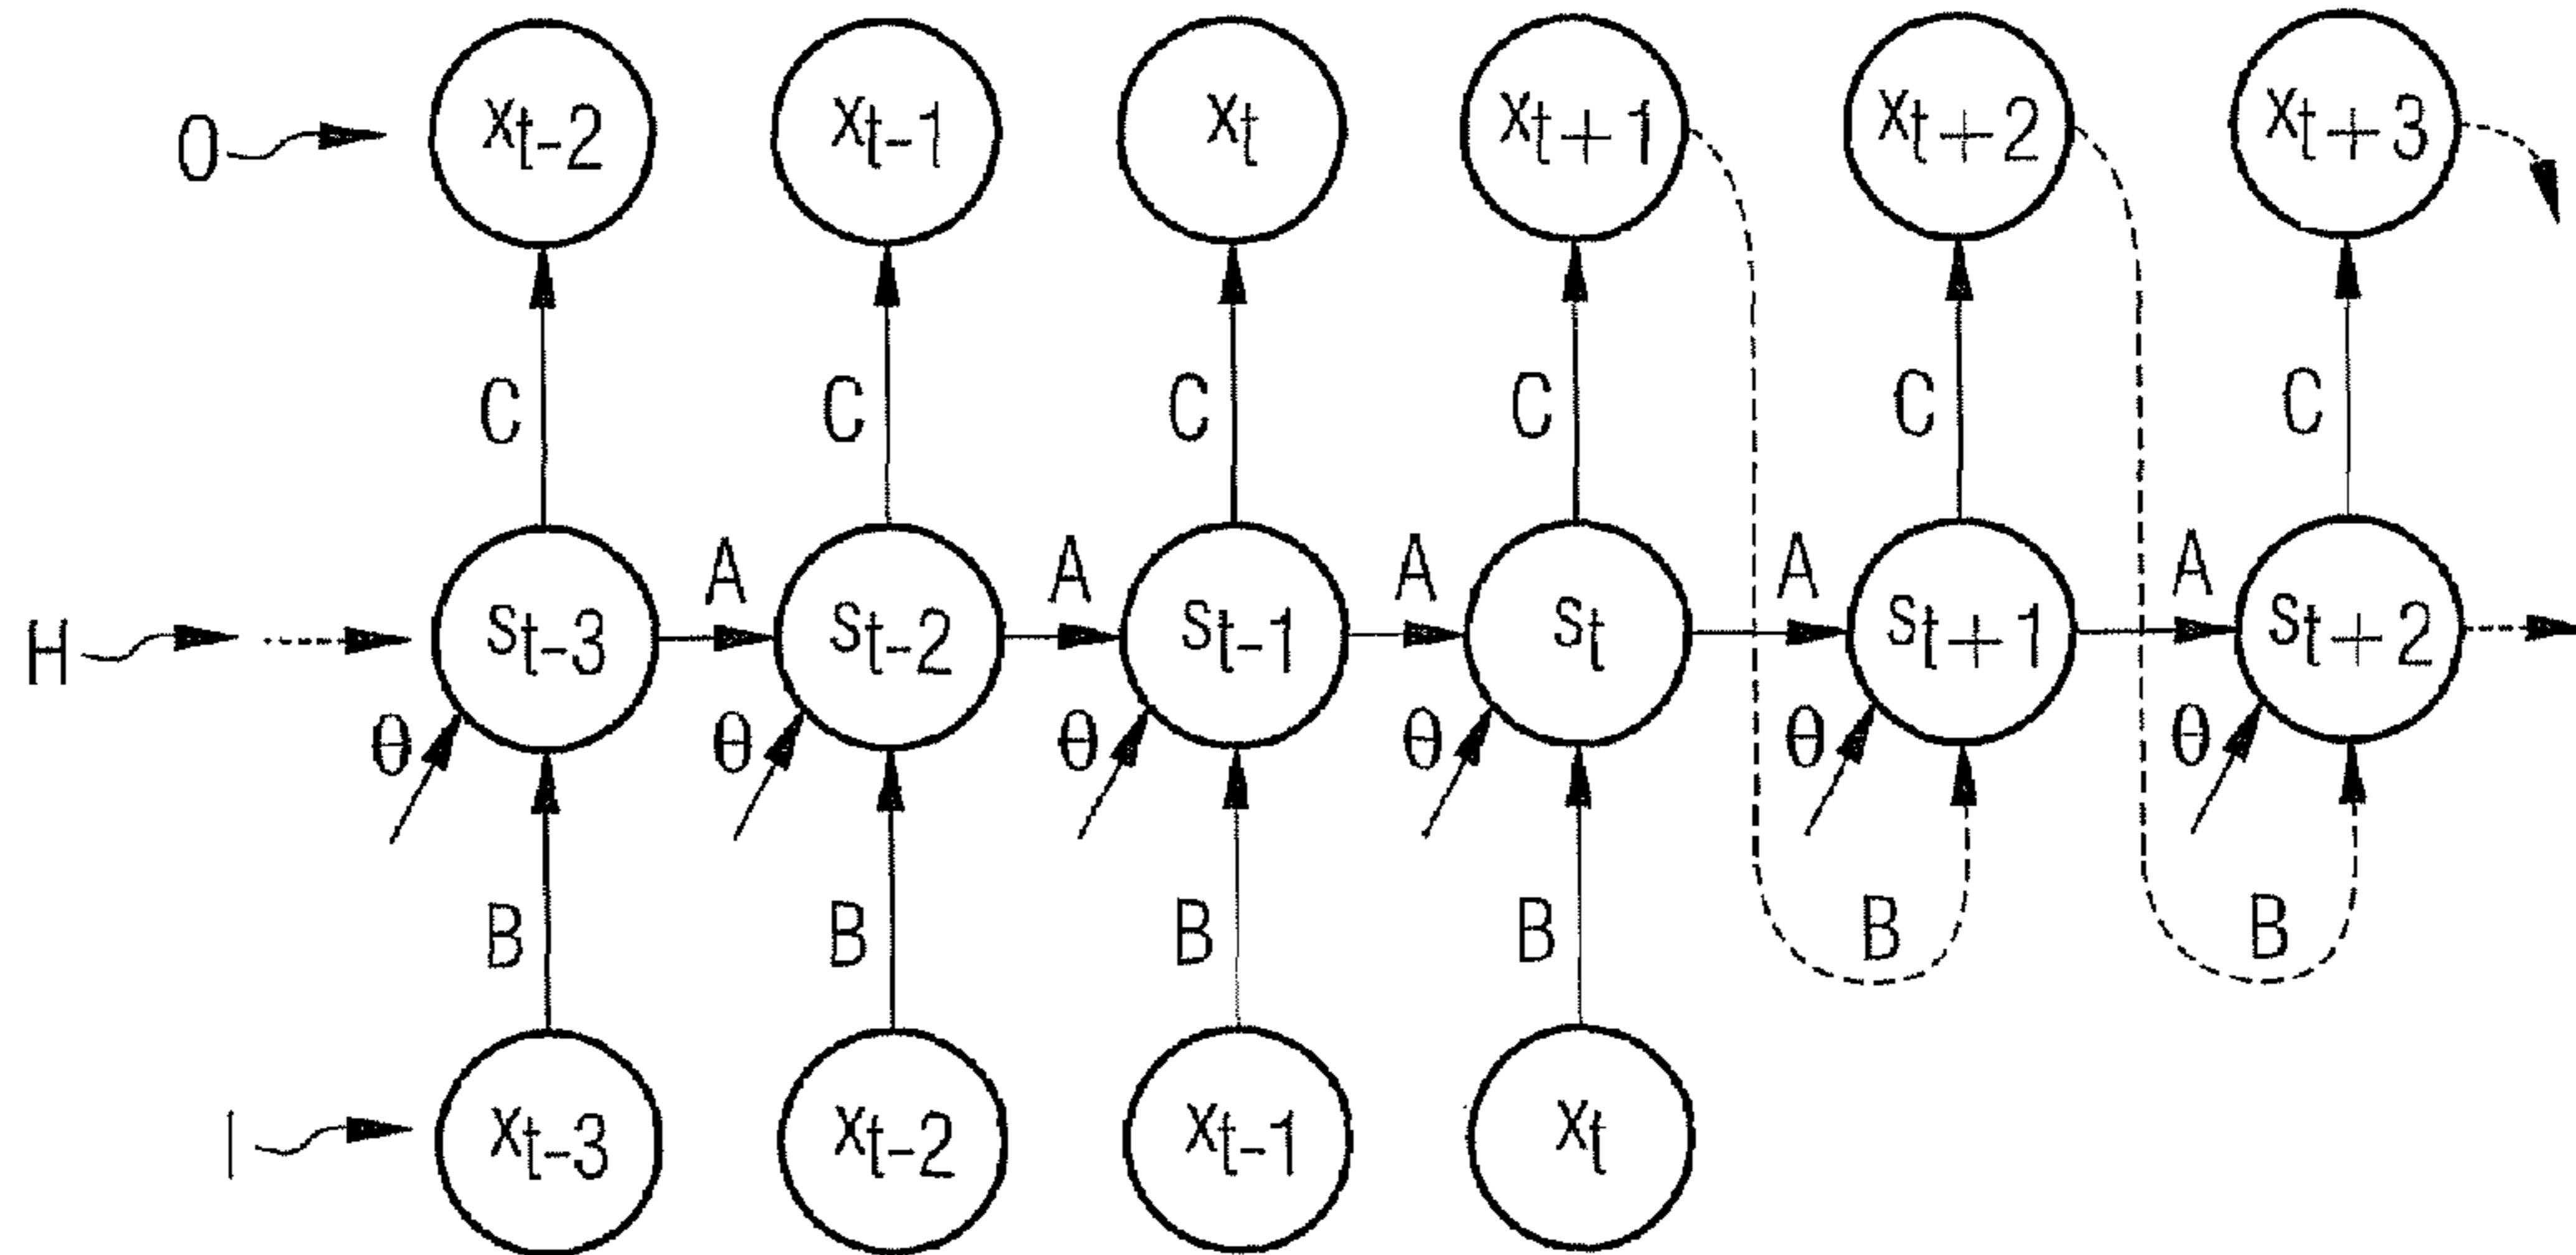 O x_{t-2} x_{t-1} x_t x_{t+1} x_{t+2} x_{t+3}
C C C C C C
A A A A A
H s_{t-3} s_{t-2} s_{t-1} s_t s_{t+1} s_{t+2}
θ θ θ θ θ θ
B B B B B B
I x_{t-3} x_{t-2} x_{t-1} x_t